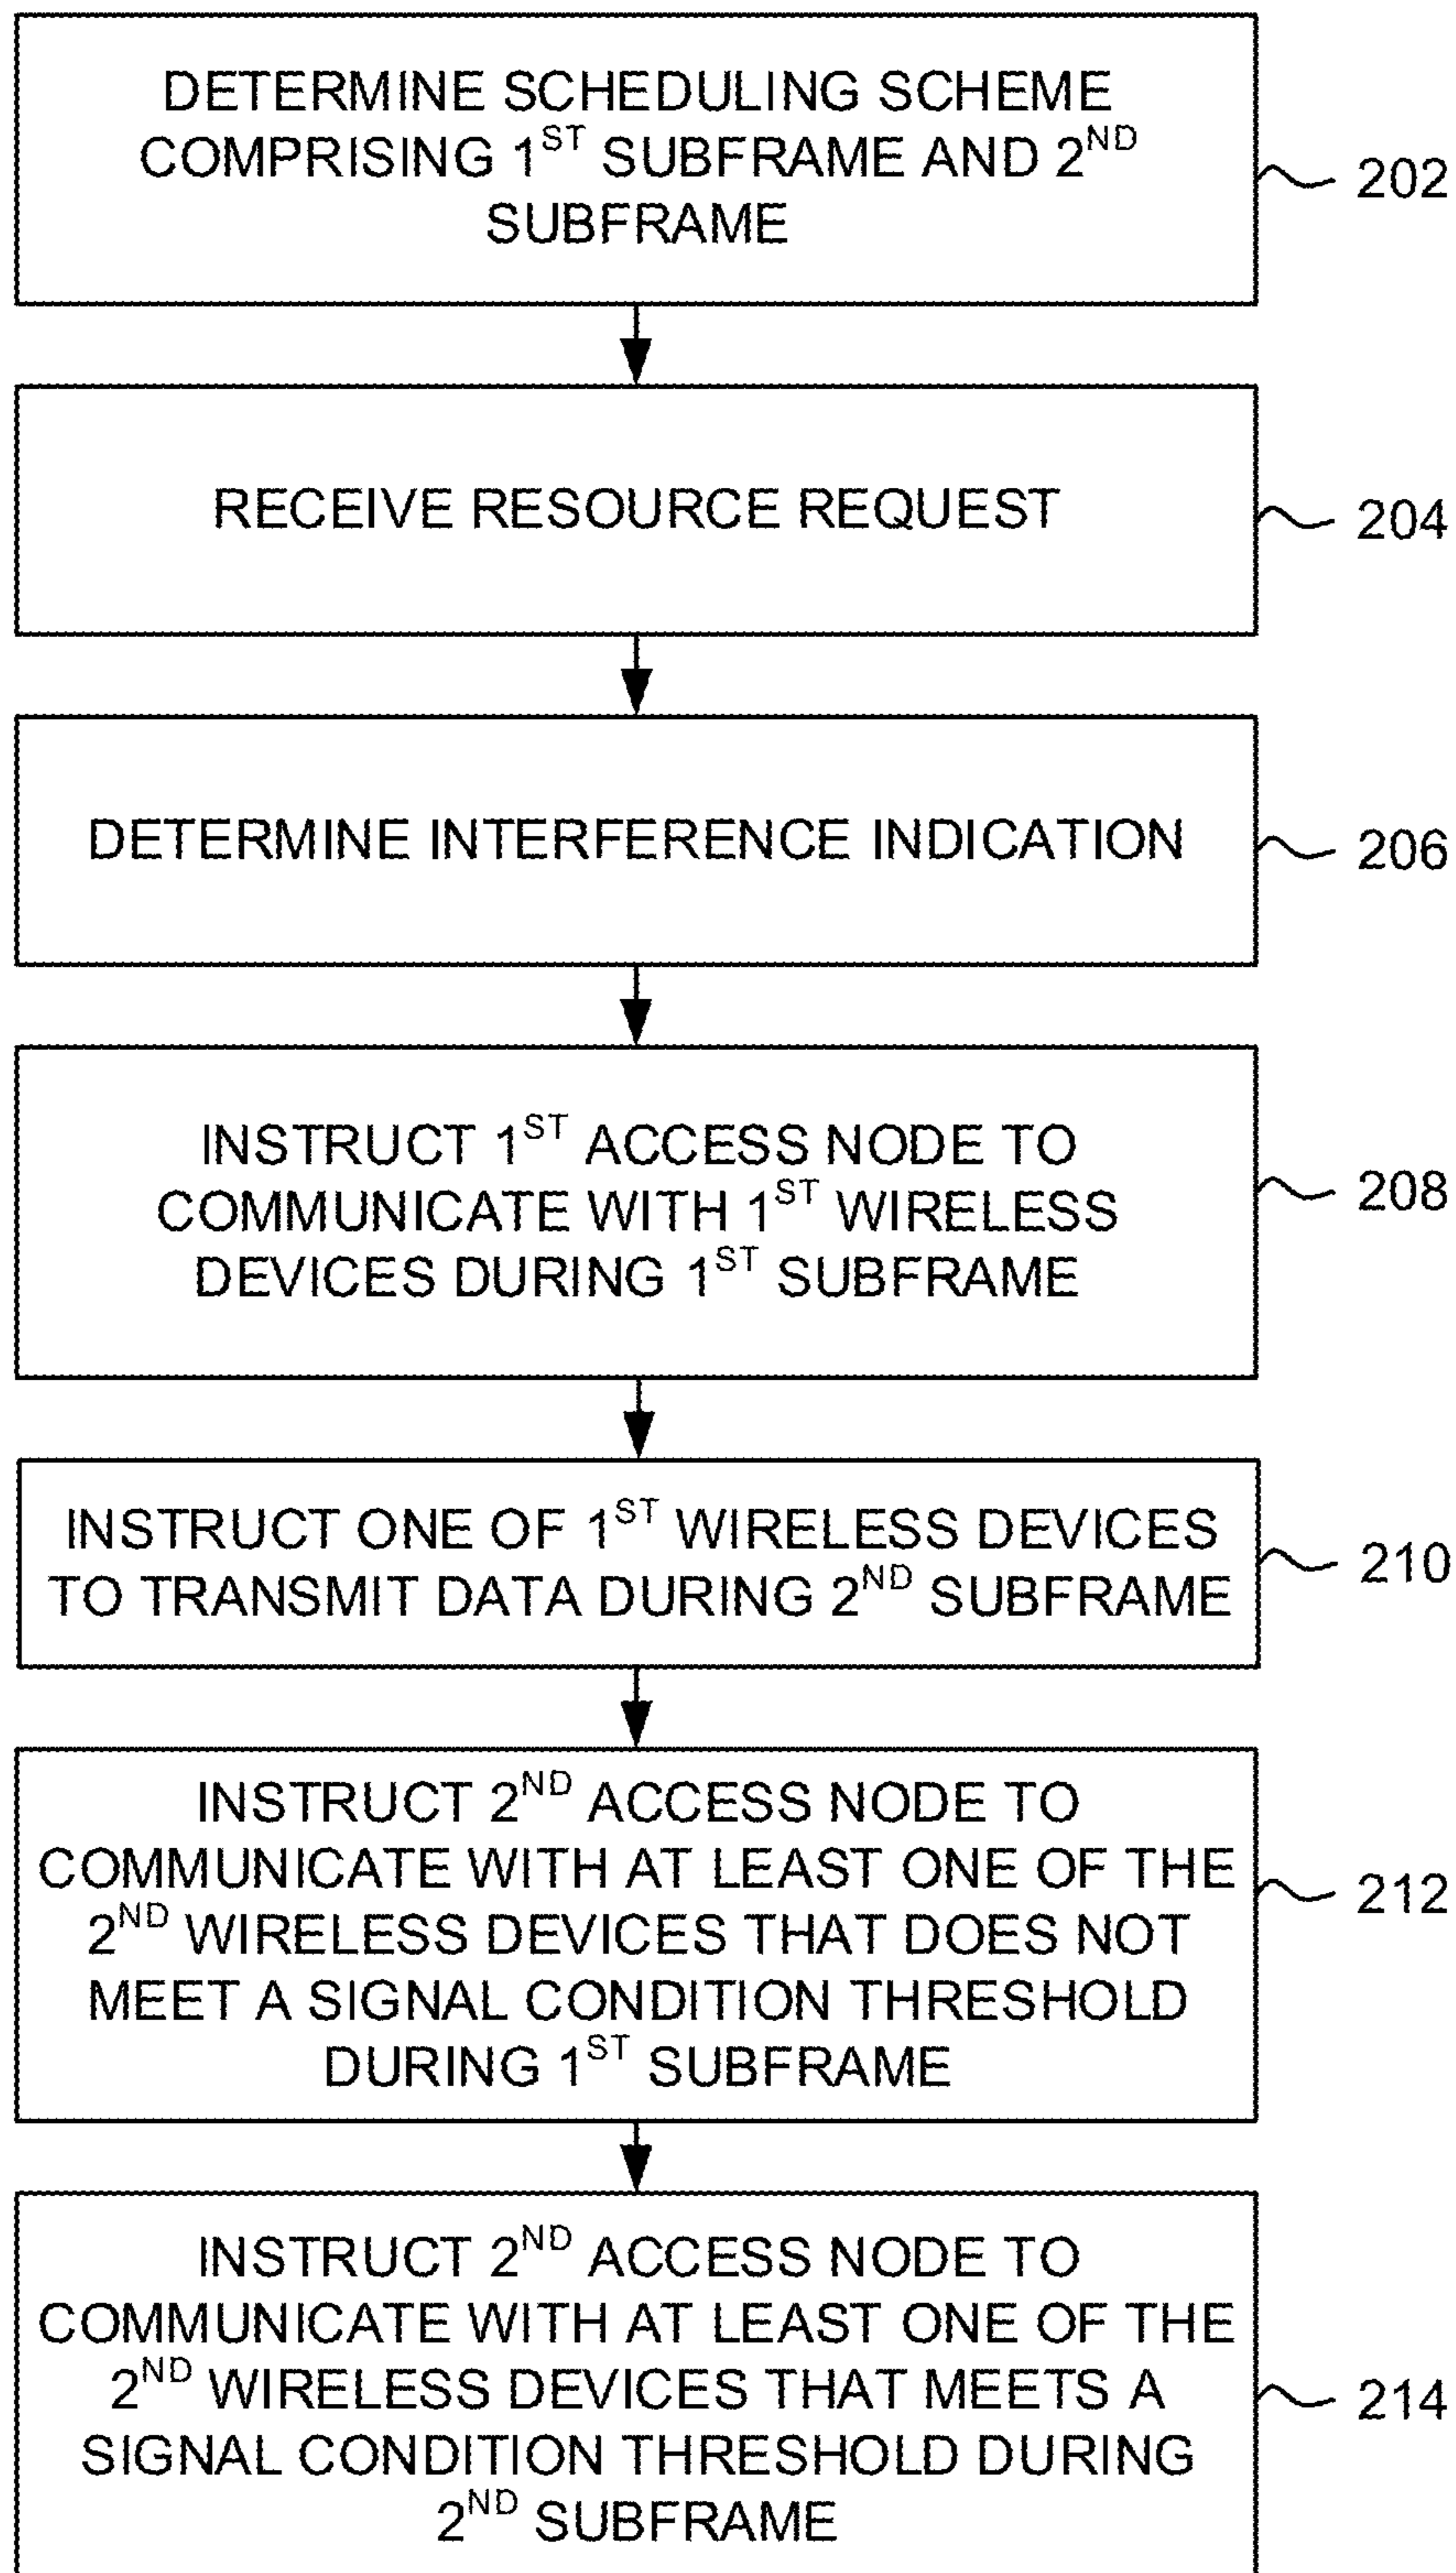 DETERMINE SCHEDULING SCHEME
COMPRISING 1ST SUBFRAME AND 2ND
SUBFRAME
202
RECEIVE RESOURCE REQUEST
204
DETERMINE INTERFERENCE INDICATION
206
INSTRUCT 1ST ACCESS NODE TO
COMMUNICATE WITH 1ST WIRELESS
DEVICES DURING 1ST SUBFRAME
208
INSTRUCT ONE OF 1ST WIRELESS DEVICES
TO TRANSMIT DATA DURING 2ND SUBFRAME
210
INSTRUCT 2ND ACCESS NODE TO
COMMUNICATE WITH AT LEAST ONE OF THE
2ND WIRELESS DEVICES THAT DOES NOT
MEET A SIGNAL CONDITION THRESHOLD
DURING 1ST SUBFRAME
212
INSTRUCT 2ND ACCESS NODE TO
COMMUNICATE WITH AT LEAST ONE OF THE
2ND WIRELESS DEVICES THAT MEETS A
SIGNAL CONDITION THRESHOLD DURING
2ND SUBFRAME
214